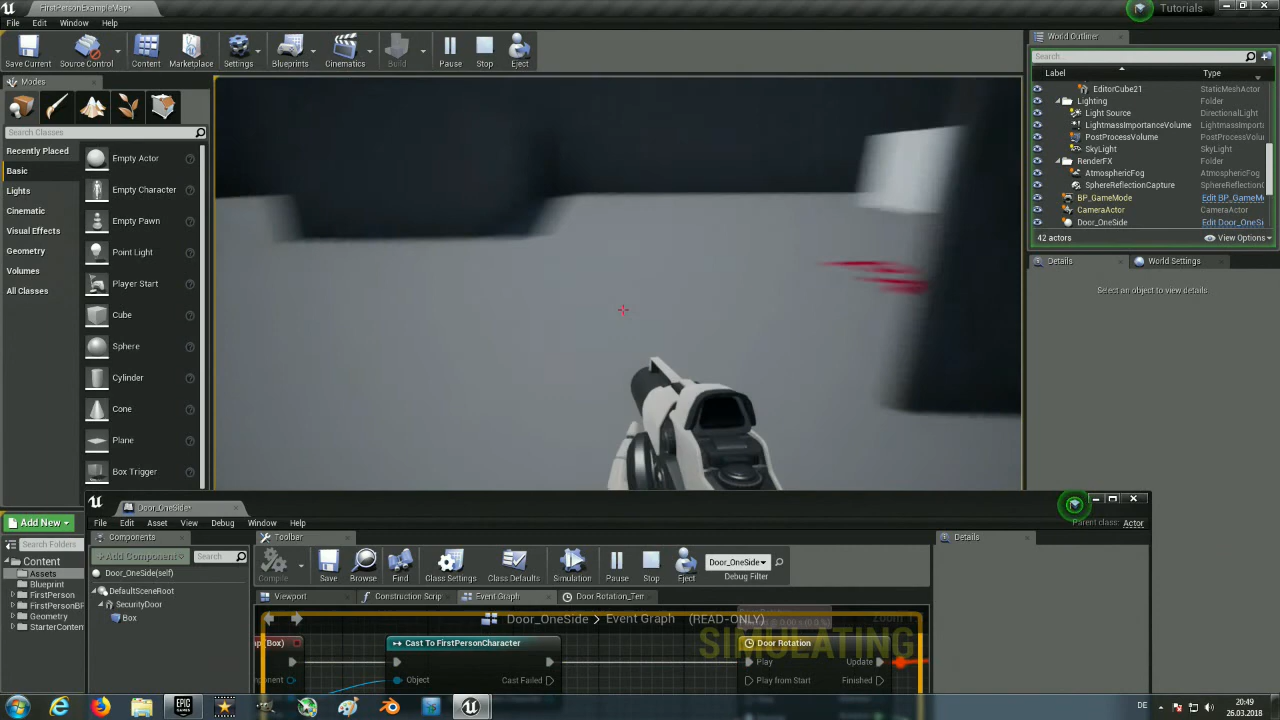 FirstPersonExampleMap*
Tutorials
File Edit Window Help
Save Current Source Control Content Marketplace Settings Blueprints Cinematics Build Pause Stop Eject
World Outliner
Search...
Label Type
EditorCube21 StaticMeshActor
Lighting Folder
Light Source DirectionalLight
LightmassImportanceVolume LightmassImporta
PostProcessVolume PostProcessVolu
SkyLight SkyLight
RenderFX Folder
AtmosphericFog AtmosphericFog
SphereReflectionCapture SphereReflectionC
BP_GameMode Edit BP_GameM
CameraActor CameraActor
Door_OneSide Edit Door_OneSi
42 actors View Options
Details World Settings
Select an object to view details
Modes
Search Classes
Recently Placed
Basic
Lights
Cinematic
Visual Effects
Geometry
Volumes
All Classes
Empty Actor
Empty Character
Empty Pawn
Point Light
Player Start
Cube
Sphere
Cylinder
Cone
Plane
Box Trigger
Add New
Search Folders
Content
Assets
Blueprint
FirstPerson
FirstPersonBP
Geometry
StarterContent
Door_OneSide*
File Edit Asset View Debug Window Help
Parent class: Actor
Components
+ Add Component Search
Door_OneSide(self)
DefaultSceneRoot
SecurityDoor
Box
Toolbar
Compile Save Browse Find Class Settings Class Defaults Simulation Pause Stop Eject
Door_OneSide
Debug Filter
Details
Viewport Construction Scrip Event Graph
Door_OneSide > Event Graph (READ-ONLY)
SIMULATING
Cast To FirstPersonCharacter
Object Cast Failed
Door Rotation
Play Update
Play from Start Finished
DE
20:49
26.03.2018